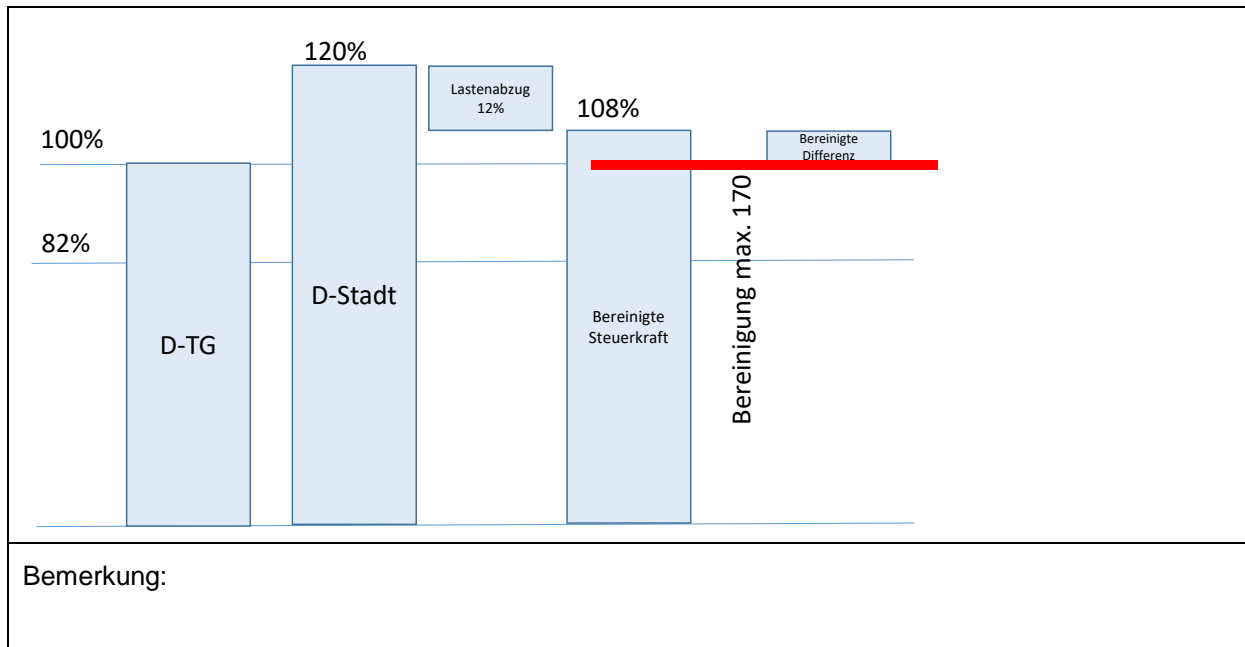 120%
Lastenabzug
12%
108%
100%
Bereinigte
Differenz
82%
D-TG
D-Stadt
Bereinigte
Steuerkraft
Bereinigung max. 170
Bemerkung: